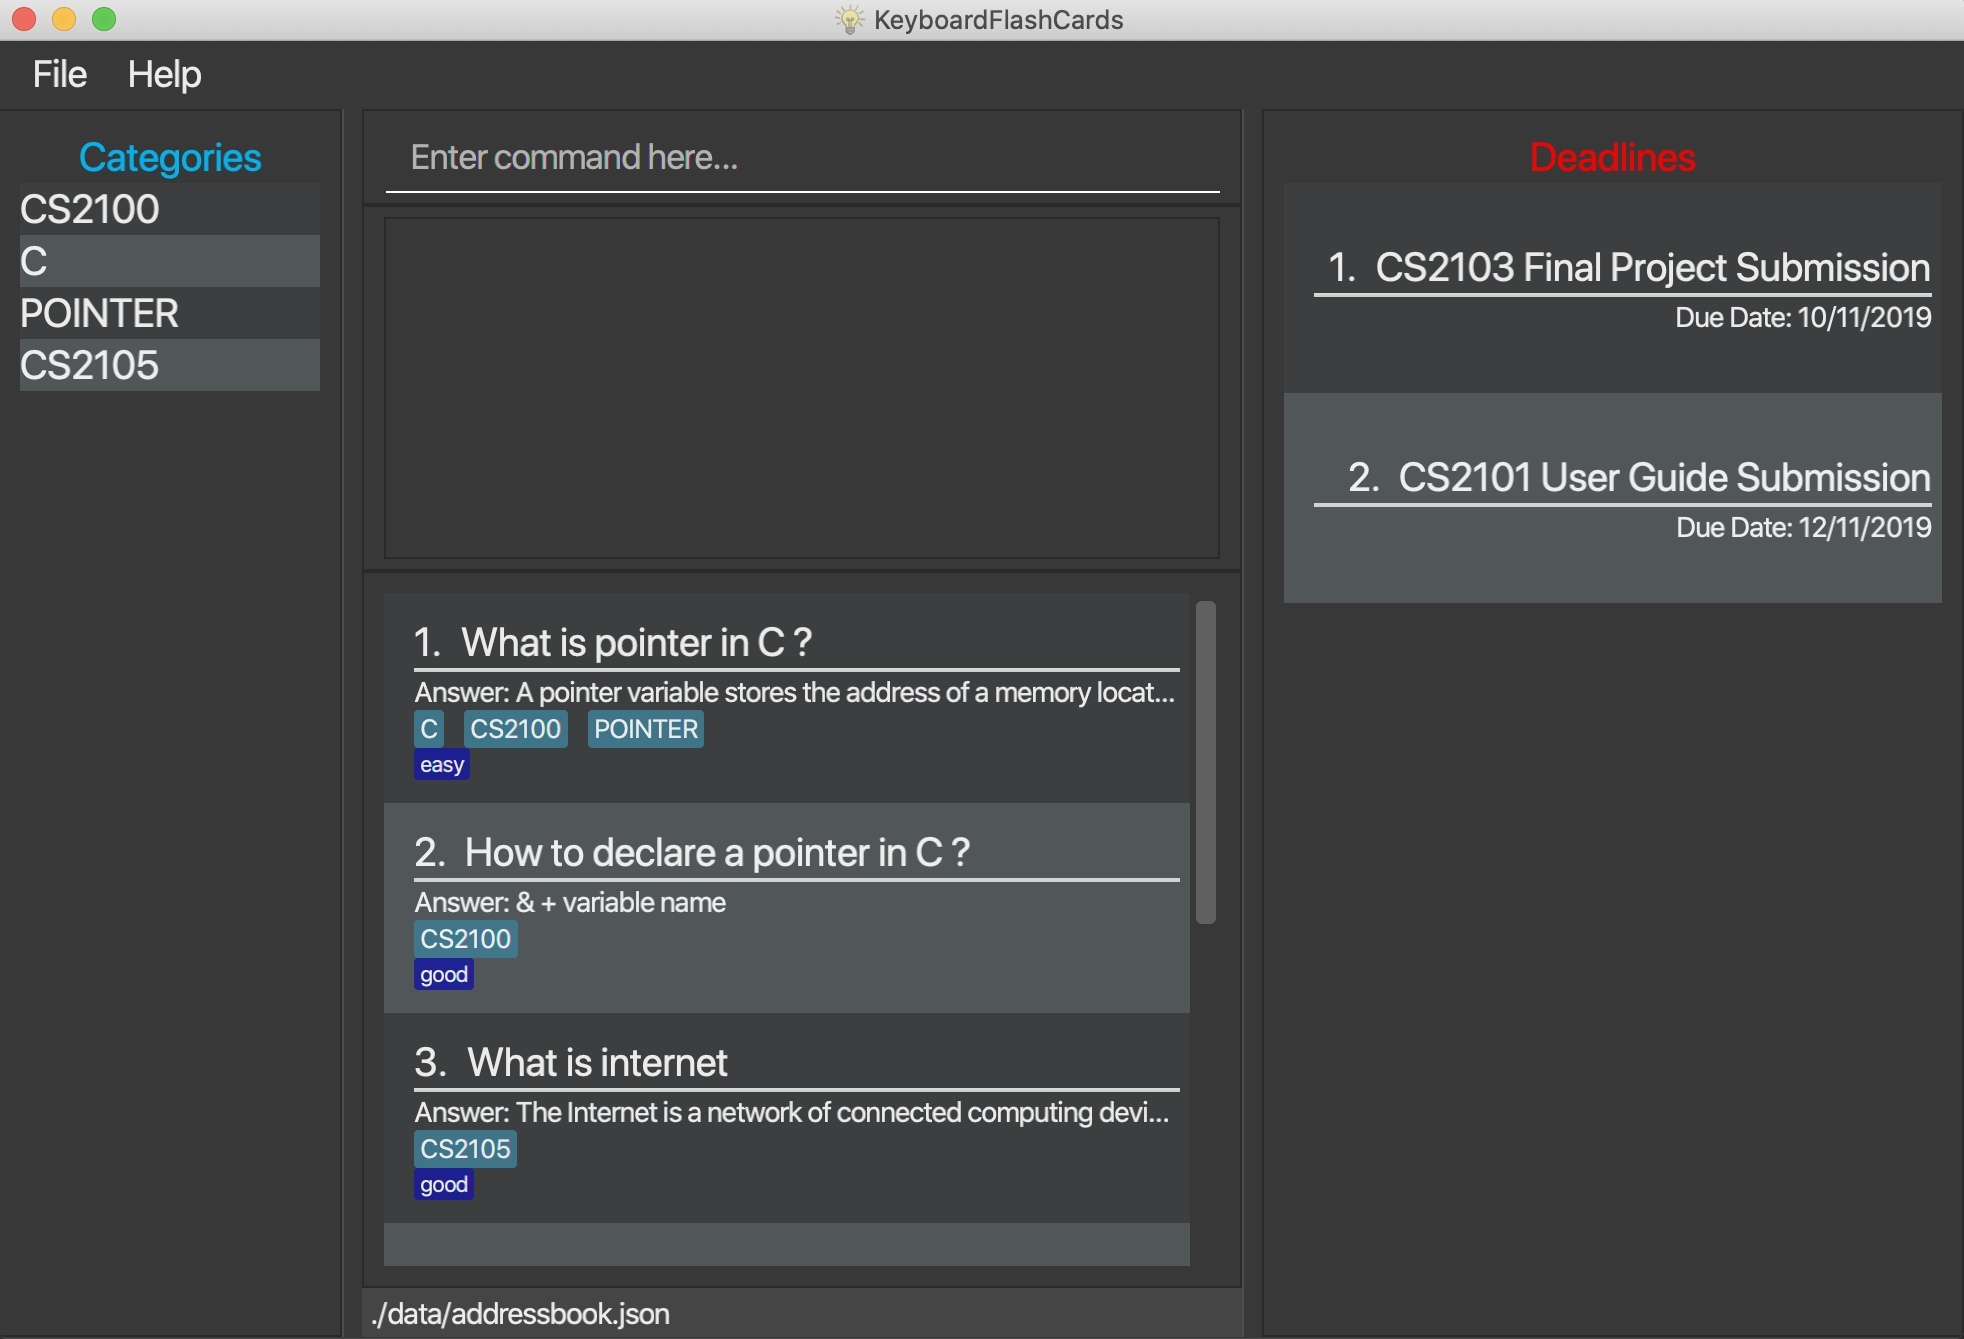 KeyboardFlashCards
File Help
Categories
CS2100
C
POINTER
CS2105
Enter command here...
1. What is pointer in C ?
Answer: A pointer variable stores the address of a memory locat...
C CS2100 POINTER
easy
2. How to declare a pointer in C ?
Answer: & + variable name
CS2100
good
3. What is internet
Answer: The Internet is a network of connected computing devi...
CS2105
good
./data/addressbook.json
Deadlines
1. CS2103 Final Project Submission
Due Date: 10/11/2019
2. CS2101 User Guide Submission
Due Date: 12/11/2019